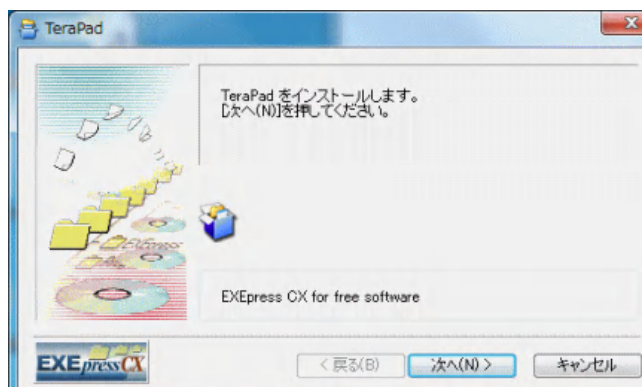 TeraPad
TeraPad をインストールします。
[次へ(N)]を押してください。
EXEpress
EXEpress CX for free software
EXEpressCX
< 戻る(B)
次へ(N) >
キャンセル